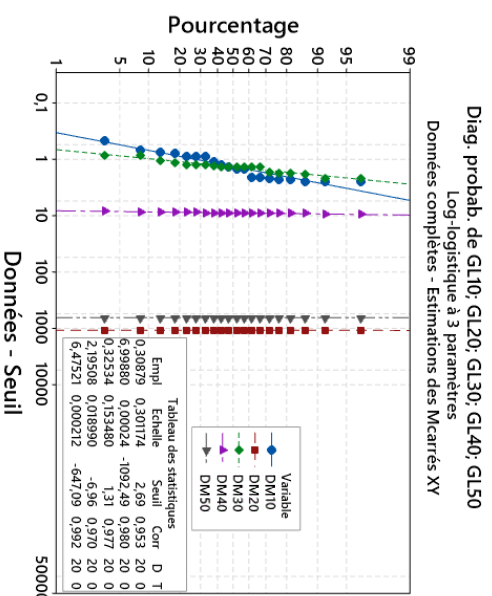 Diag. probab. de GL10; GL20; GL30; GL40; GL50
Log-logistique à 3 paramètres
Données complètes - Estimations des Mcarrés XY
Pourcentage
99
95
90
80
70
60
50
40
30
20
10
5
1
0,1 1 10 100 1000 10000 50000
Données - Seuil
Variable
DM10
DM20
DM30
DM40
DM50
Tableau des statistiques
Empl Echelle Seuil Corr D T
0,30879 0,301174 2,69 0,953 20 0
6,99880 0,00024 -1092,49 0,980 20 0
0,32534 0,153480 1,31 0,977 20 0
2,19508 0,018990 -6,96 0,970 20 0
6,47521 0,000212 -647,09 0,992 20 0